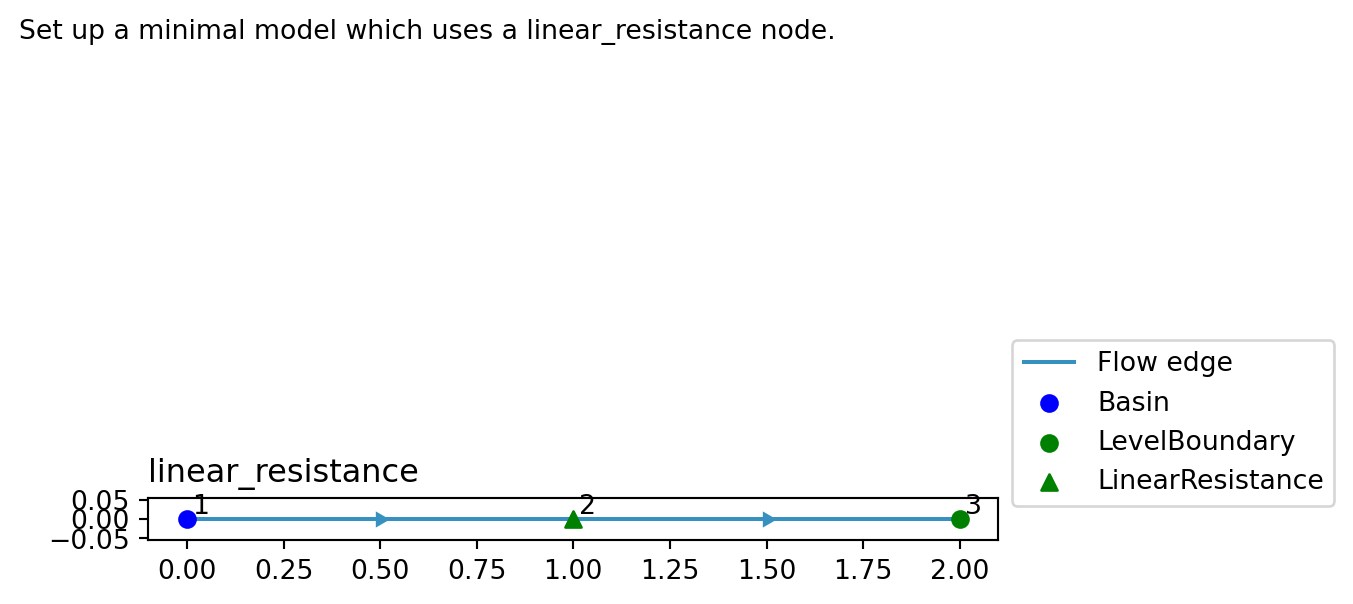 Set up a minimal model which uses a linear_resistance node.
Flow edge
Basin
LevelBoundary
LinearResistance
linear_resistance
0.05
0.00
−0.05
1
2
3
0.00 0.25 0.50 0.75 1.00 1.25 1.50 1.75 2.00